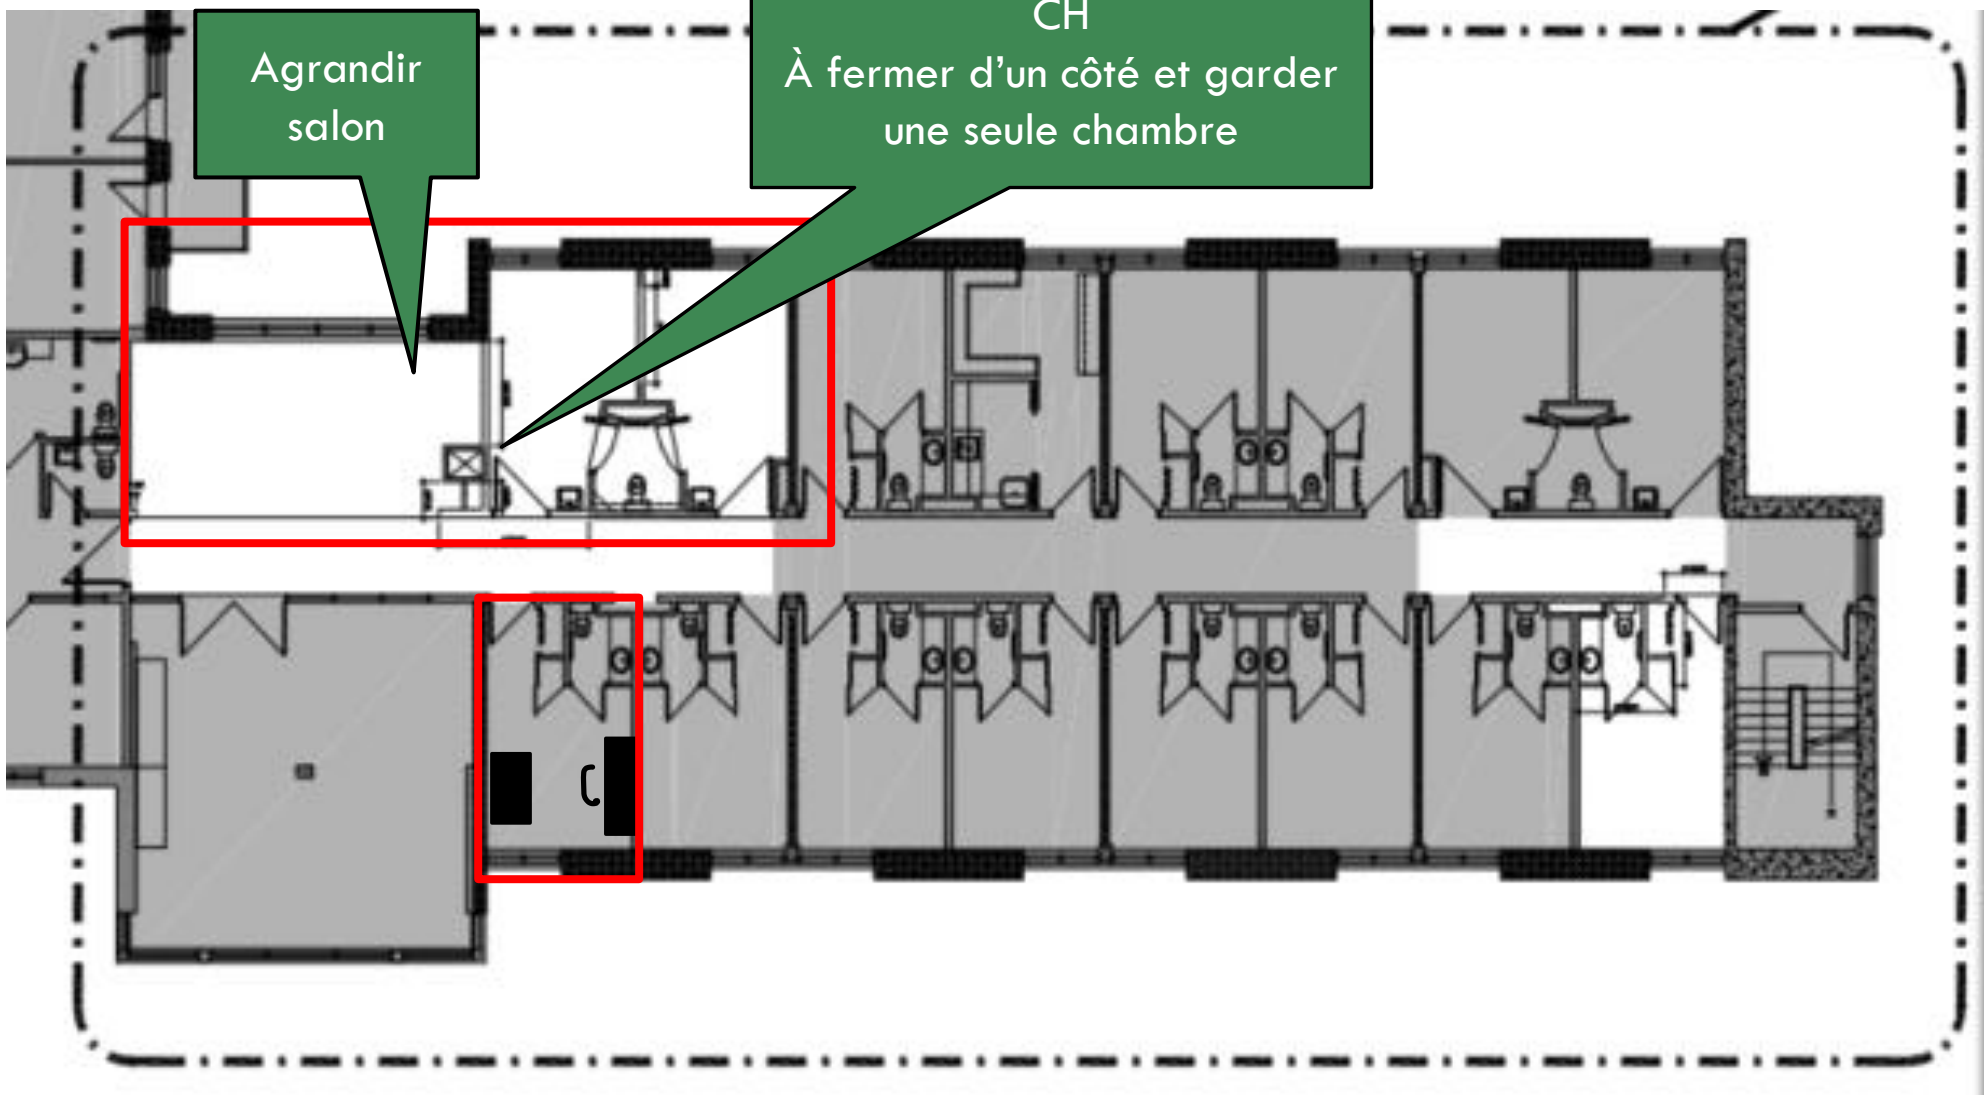 Agrandir
salon
CH
À fermer d'un côté et garder
une seule chambre